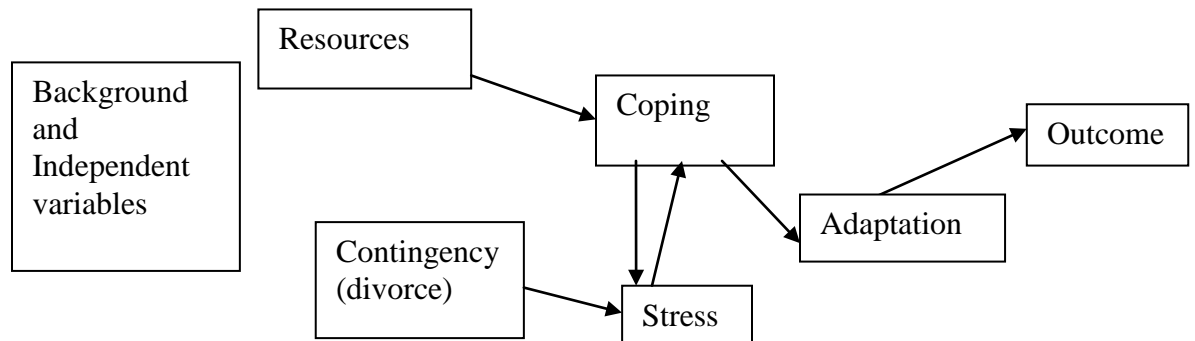 Resources
Background
and
Independent
variables
Coping
Outcome
Adaptation
Contingency
(divorce)
Stress